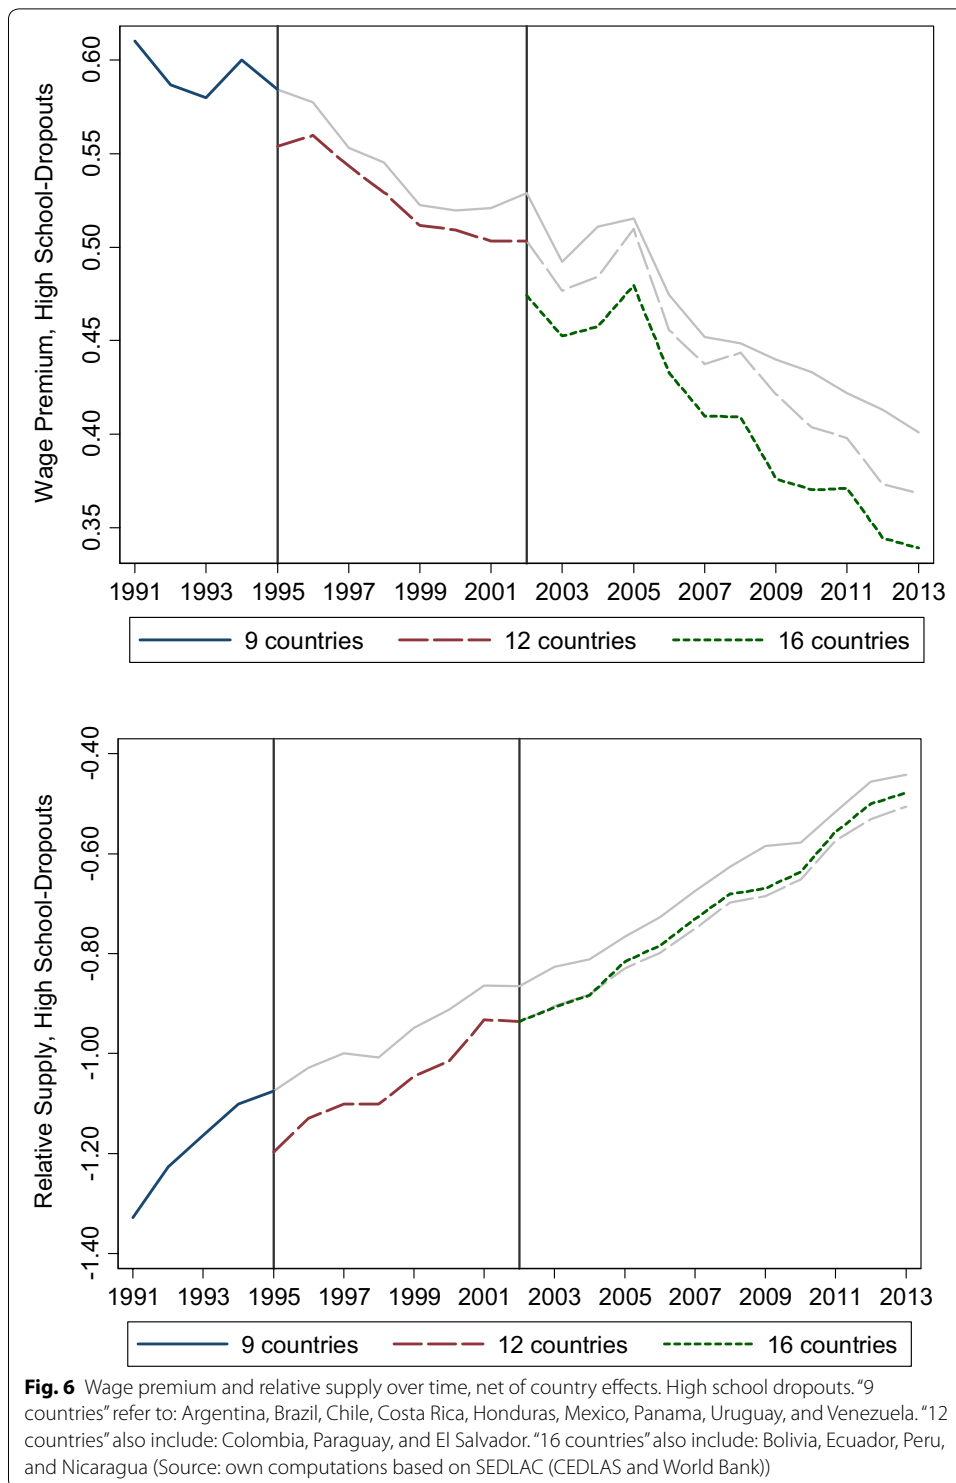 Wage Premium, High School-Dropouts
0.60
0.55
0.50
0.45
0.40
0.35
1991 1993 1995 1997 1999 2001 2003 2005 2007 2009 2011 2013
9 countries 12 countries 16 countries
Relative Supply, High School-Dropouts
-0.40
-0.60
-0.80
-1.00
-1.20
-1.40
1991 1993 1995 1997 1999 2001 2003 2005 2007 2009 2011 2013
9 countries 12 countries 16 countries
Fig. 6 Wage premium and relative supply over time, net of country effects. High school dropouts. “9
countries” refer to: Argentina, Brazil, Chile, Costa Rica, Honduras, Mexico, Panama, Uruguay, and Venezuela. “12
countries” also include: Colombia, Paraguay, and El Salvador. “16 countries” also include: Bolivia, Ecuador, Peru,
and Nicaragua (Source: own computations based on SEDLAC (CEDLAS and World Bank))